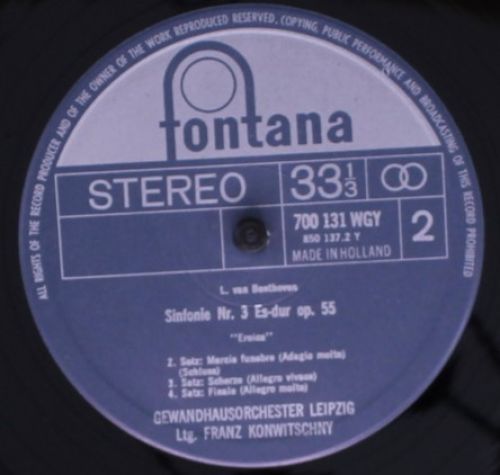 ALL RIGHTS OF THE RECORD PRODUCER AND OF THE OWNER OF THE WORK REPRODUCED RESERVED. COPYING, PUBLIC PERFORMANCE AND BROADCASTING OF THIS RECORD PROHIBITED
fontana
STEREO
33 1/3
700 131 WGY
850 137.2 Y
MADE IN HOLLAND
2
L. van Beethoven
Sinfonie Nr. 3 Es-dur op. 55
"Eroica"
2. Satz: Marcia funebre (Adagio molto)
(Schluss)
3. Satz: Scherzo (Allegro vivace)
4. Satz: Finale (Allegro molto)
GEWANDHAUSORCHESTER LEIPZIG
Ltg. FRANZ KONWITSCHNY